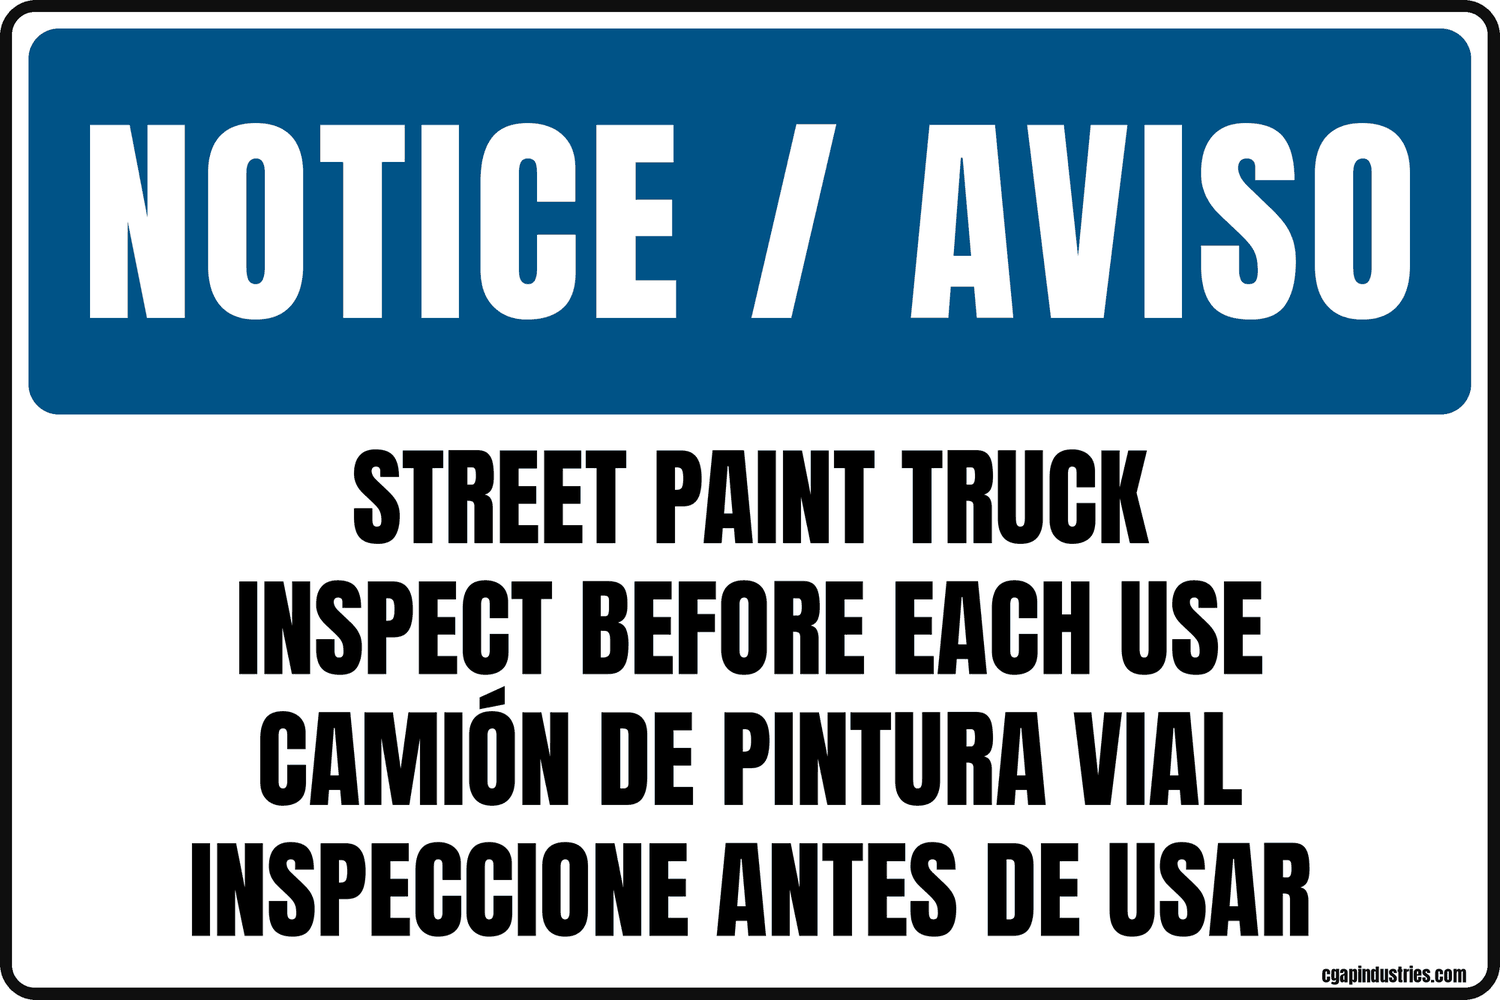 NOTICE / AVISO
STREET PAINT TRUCK
INSPECT BEFORE EACH USE
CAMIÓN DE PINTURA VIAL
INSPECCIONE ANTES DE USAR
cgapindustries.com